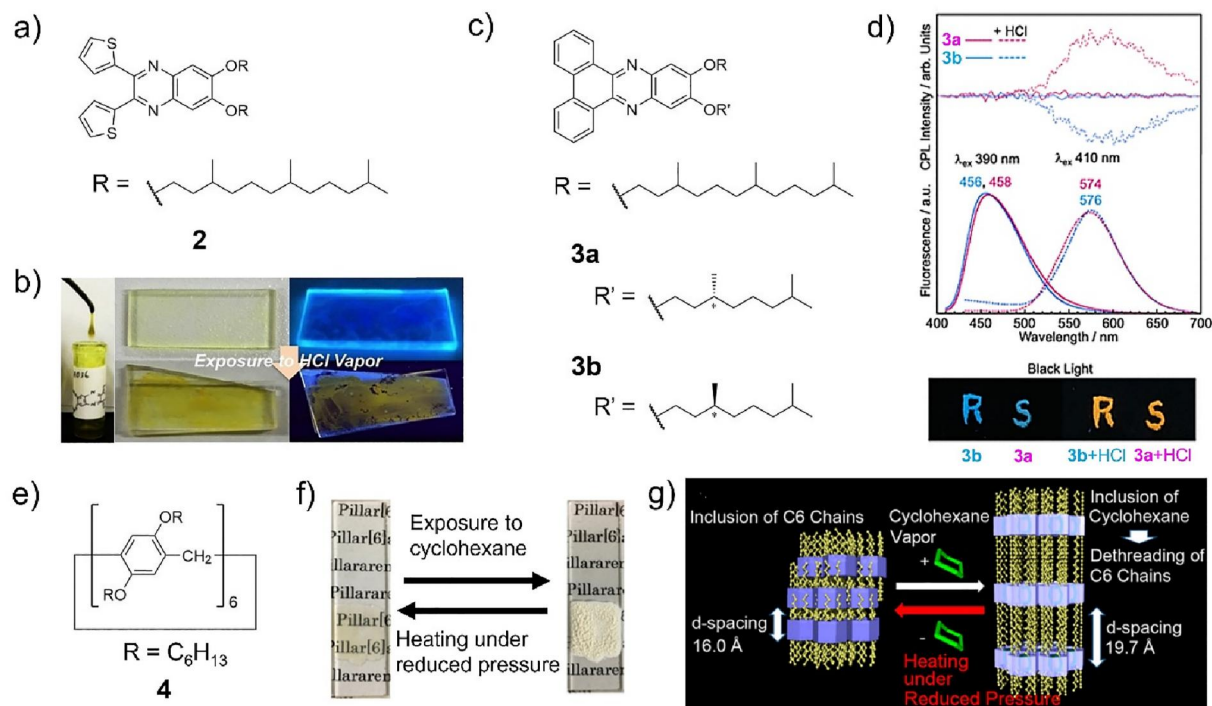 a)
S
N
OR
N
OR
S
R =
2
b)
Exposure to HCl Vapor
c)
N
OR
N
OR'
R =
3a
R' =
*
3b
R' =
*
d)
+ HCl
3a
3b
CPL Intensity / arb. Units
λex 390 nm
λex 410 nm
456, 458
574
576
Fluorescence / a.u.
400 450 500 550 600 650 700
Wavelength / nm
Black Light
R S R S
3b 3a 3b+HCl 3a+HCl
e)
OR
CH2
RO
6
R = C6H13
4
f)
Pillar[6]
Exposure to
cyclohexane
Heating under
reduced pressure
g)
Inclusion of C6 Chains
d-spacing
16.0 Å
Cyclohexane
Vapor
+
-
Heating
under
Reduced Pressure
Inclusion of
Cyclohexane
Dethreading of
C6 Chains
d-spacing
19.7 Å